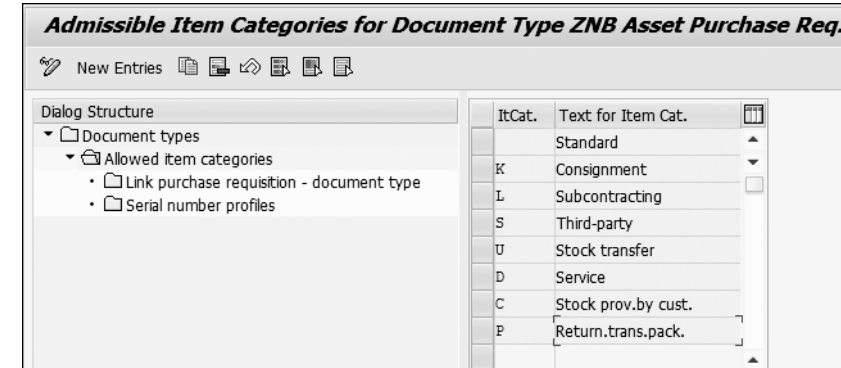 Admissible Item Categories for Document Type ZNB Asset Purchase Req.
New Entries
Dialog Structure
Document types
Allowed item categories
Link purchase requisition - document type
Serial number profiles
ItCat. Text for Item Cat.
Standard
K Consignment
L Subcontracting
S Third-party
U Stock transfer
D Service
C Stock prov.by cust.
P Return.trans.pack.